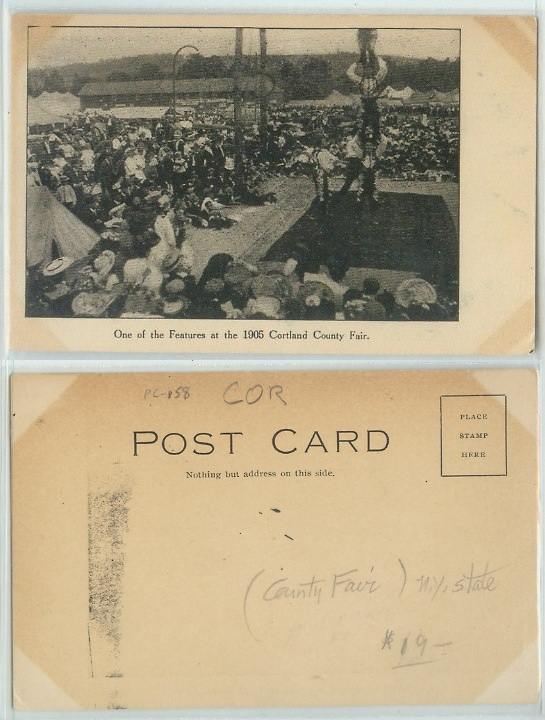 One of the Features at the 1905 Cortland County Fair.
PC-158 COR
POST CARD
Nothing but address on this side.
PLACE
STAMP
HERE
(County Fair) N.Y. State
$19-